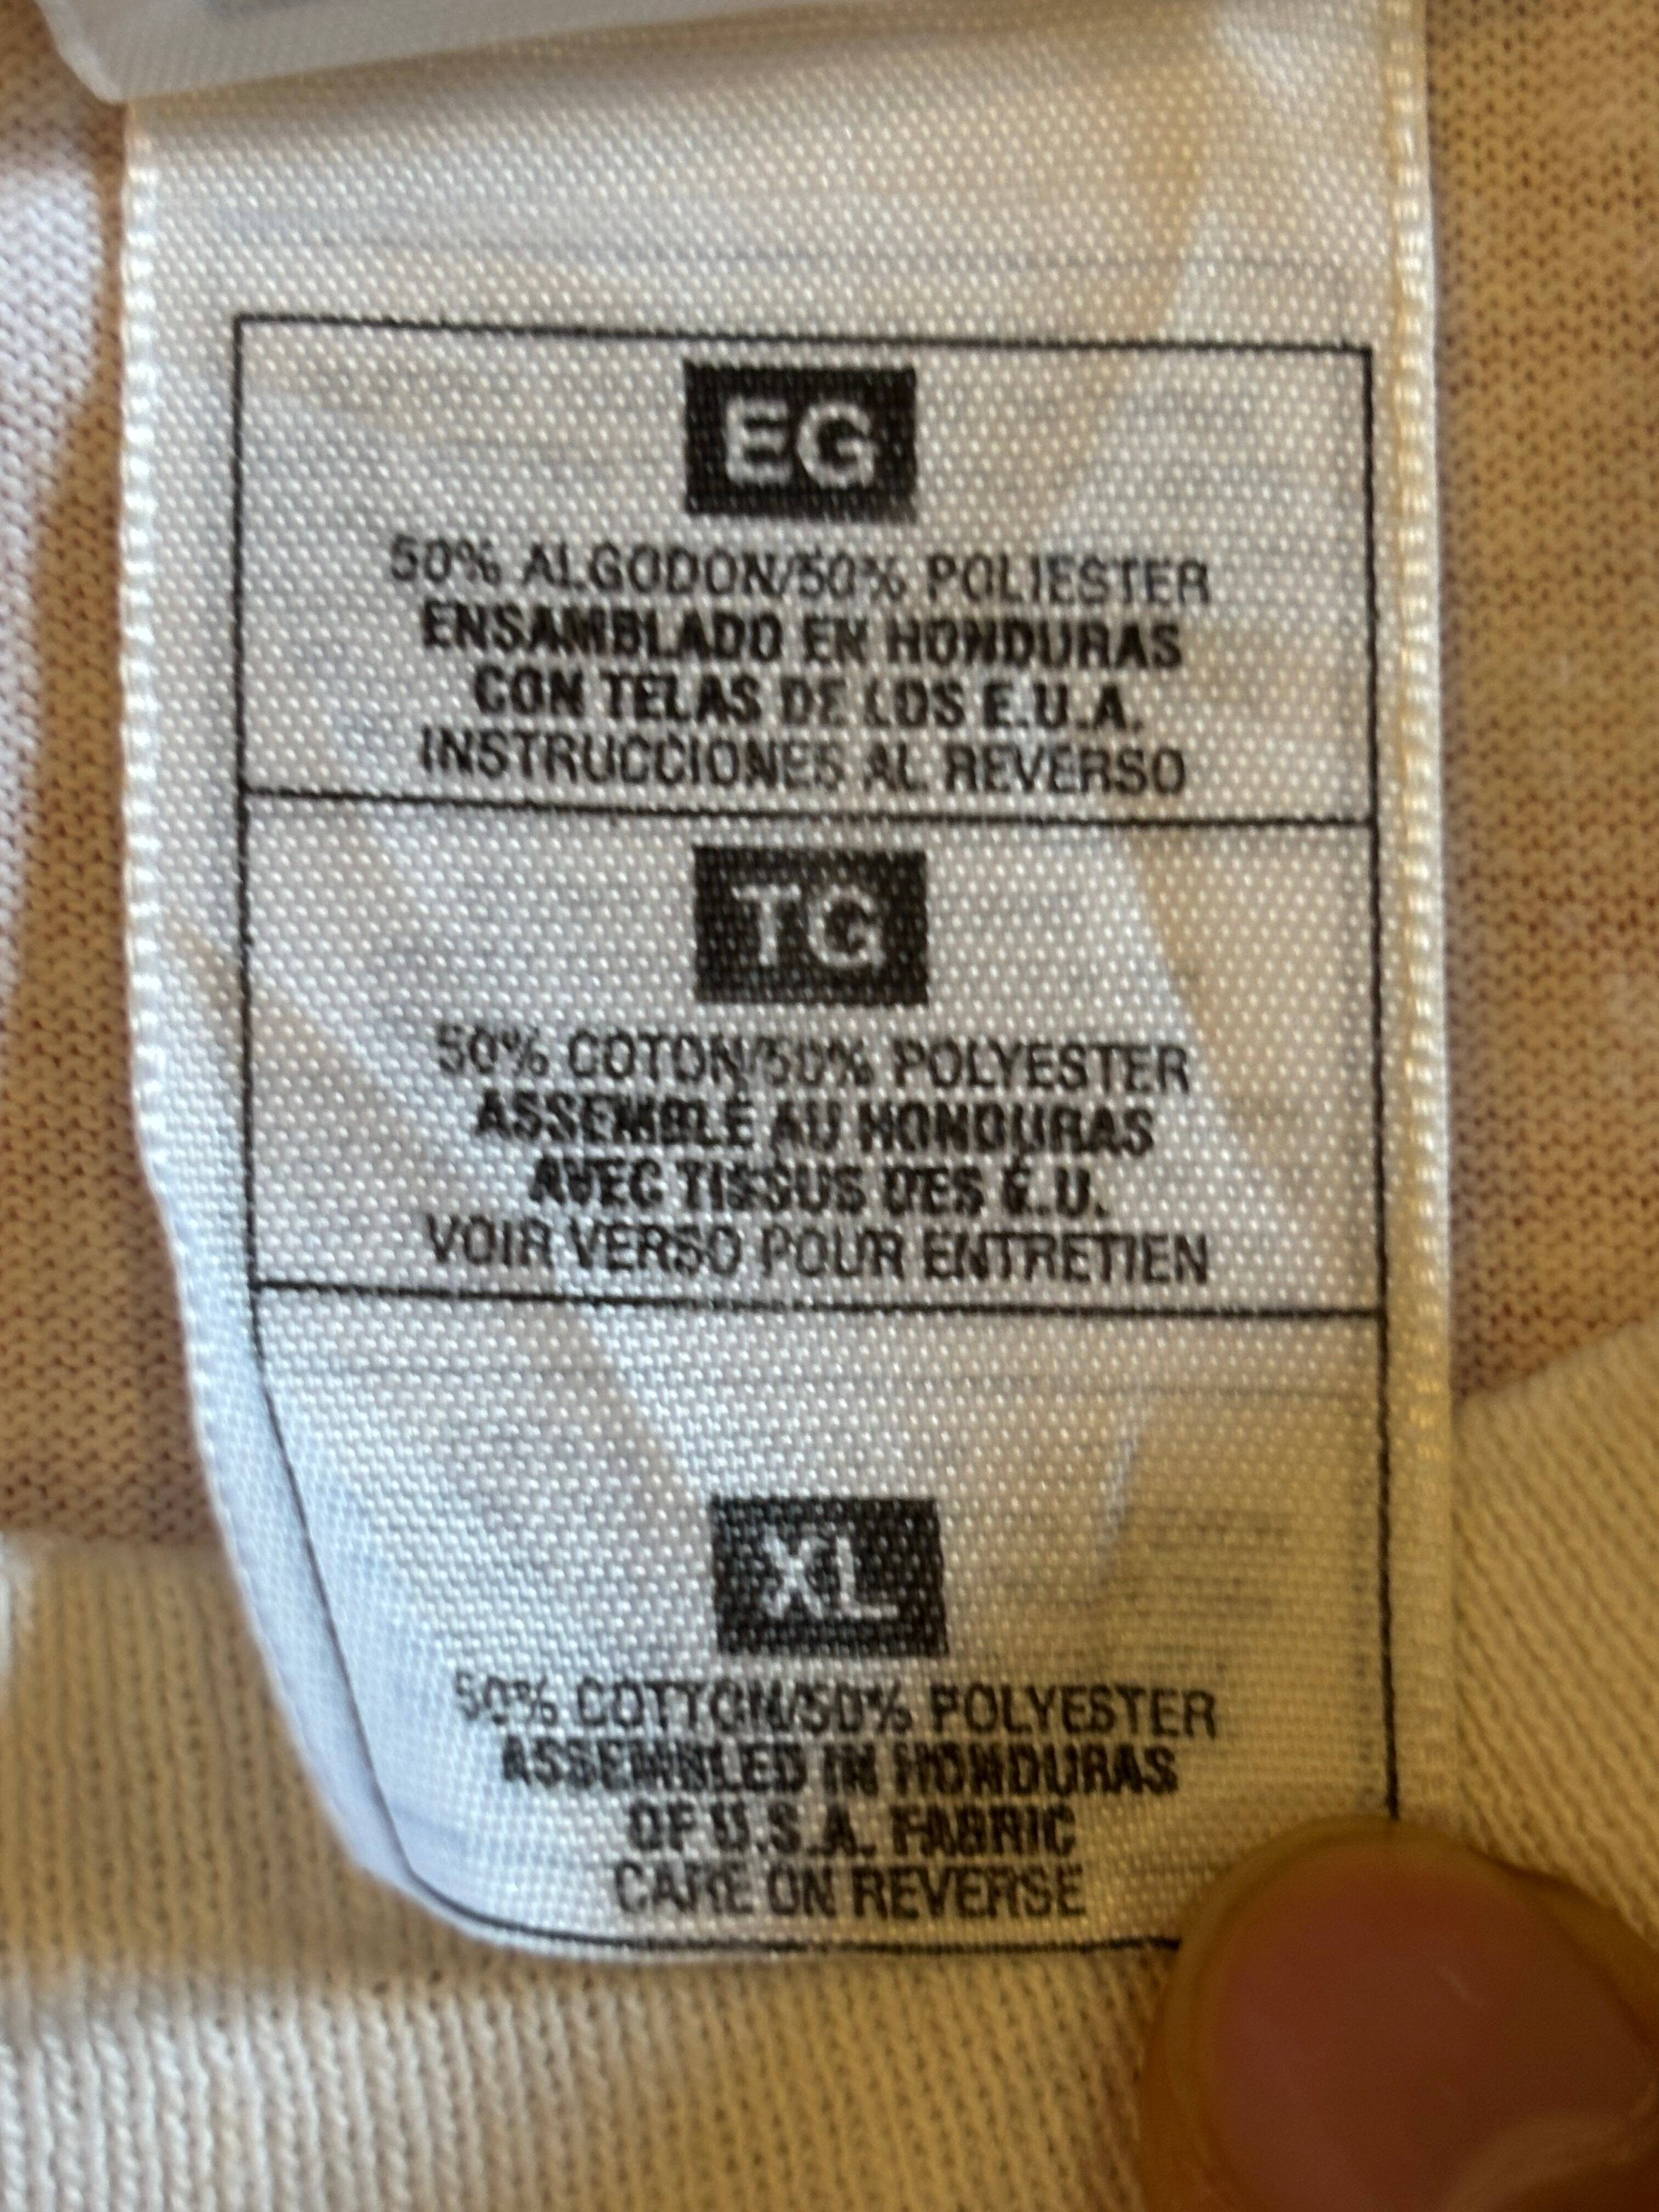 EG
50% ALGODON/50% POLIESTER
ENSAMBLADO EN HONDURAS
CON TELAS DE LOS E.U.A.
INSTRUCCIONES AL REVERSO
TG
50% COTON/50% POLYESTER
ASSEMBLÉ AU HONDURAS
AVEC TISSUS DES É.U.
VOIR VERSO POUR ENTRETIEN
XL
50% COTTON/50% POLYESTER
ASSEMBLED IN HONDURAS
OF U.S.A. FABRIC
CARE ON REVERSE